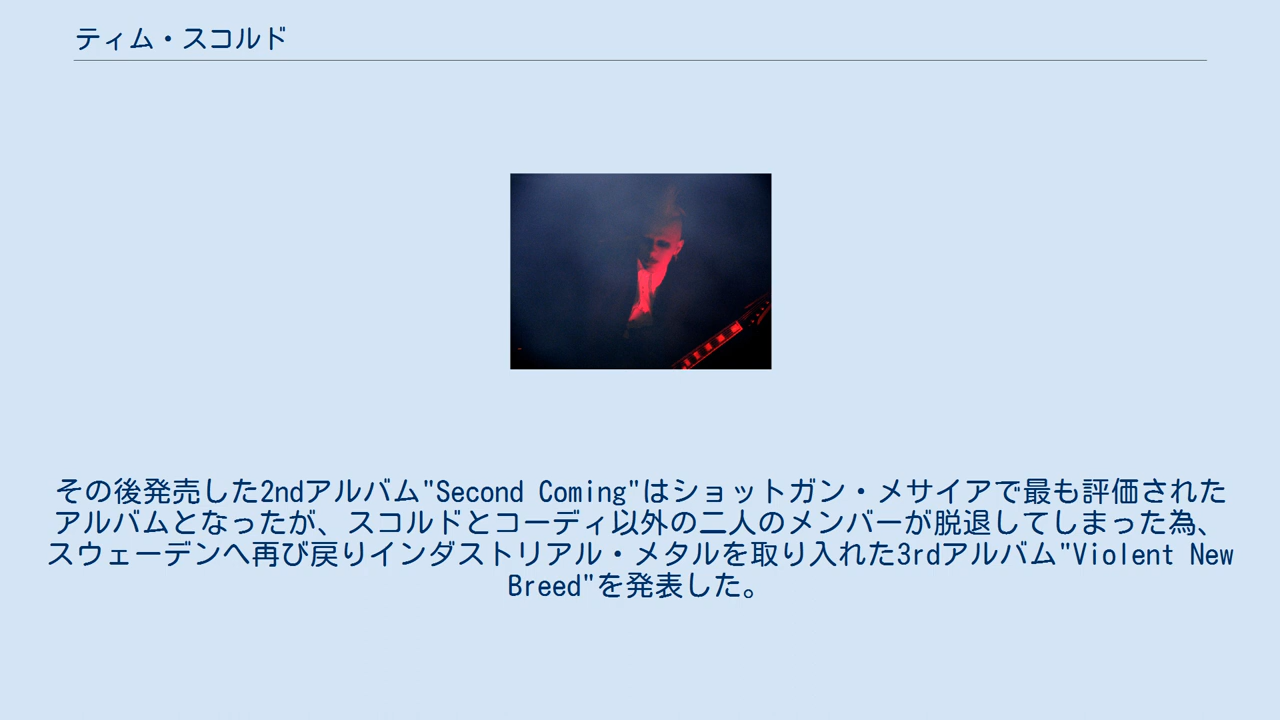 ティム・スコルド
その後発売した2ndアルバム"Second Coming"はショットガン・メサイアで最も評価された
アルバムとなったが、スコルドとコーディ以外の二人のメンバーが脱退してしまった為、
スウェーデンへ再び戻りインダストリアル・メタルを取り入れた3rdアルバム"Violent New
Breed"を発表した。